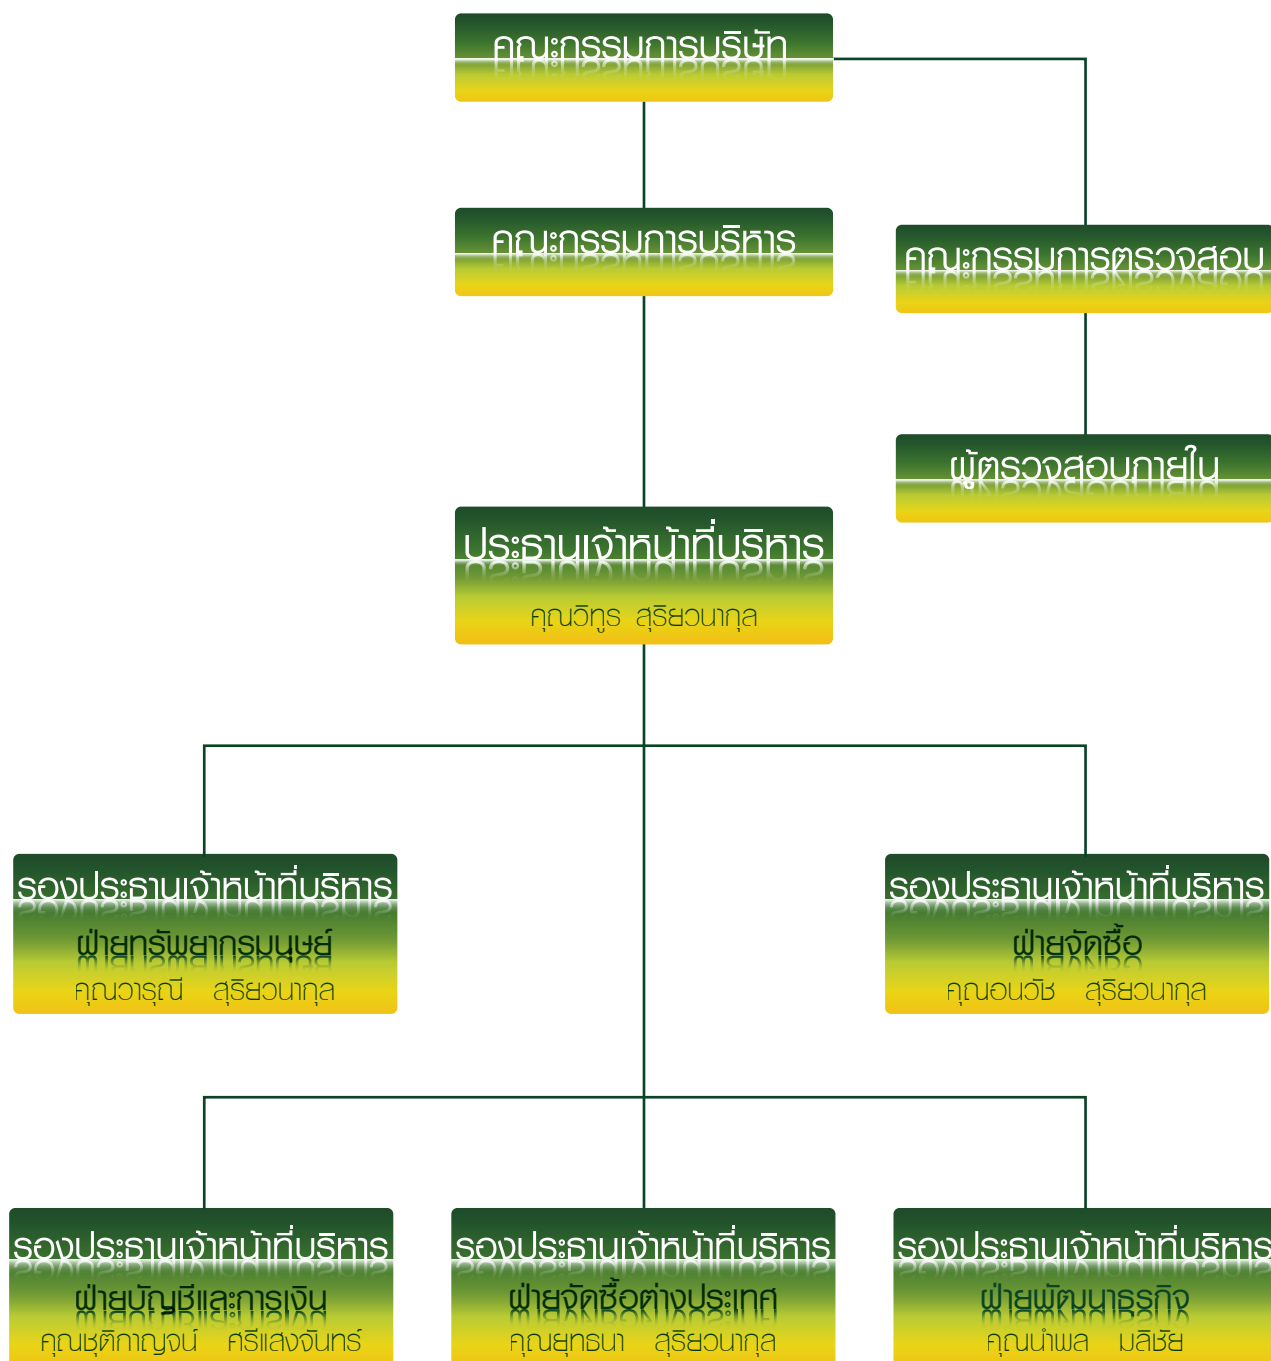 คณะกรรมการบริษัท
คณะกรรมการบริหาร
คณะกรรมการตรวจสอบ
ผู้ตรวจสอบภายใน
ประธานเจ้าหน้าที่บริหาร
คุณวิทูร สุริยวนากุล
รองประธานเจ้าหน้าที่บริหาร
ฝ่ายทรัพยากรมนุษย์
คุณวารุณี สุริยวนากุล
รองประธานเจ้าหน้าที่บริหาร
ฝ่ายจัดซื้อ
คุณอนวัช สุริยวนากุล
รองประธานเจ้าหน้าที่บริหาร
ฝ่ายบัญชีและการเงิน
คุณชุติกาญจน์ ศรีแสงจันทร์
รองประธานเจ้าหน้าที่บริหาร
ฝ่ายจัดซื้อต่างประเทศ
คุณยุทธนา สุริยวนากุล
รองประธานเจ้าหน้าที่บริหาร
ฝ่ายพัฒนาธุรกิจ
คุณนำพล มลิชัย